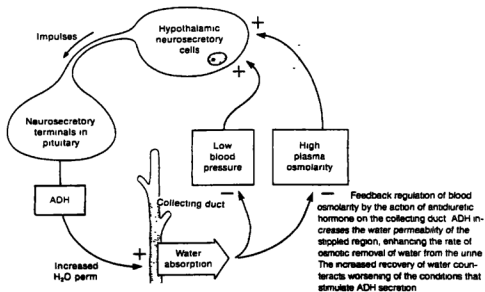 Impulses
Hypothalamic
neurosecretory
cells
+
+
Neurosecretory
terminals in
pituitary
Low
blood
pressure
High
plasma
osmolarity
ADH
Collecting duct
−
−
+
Water
absorption
Increased
H₂O perm
Feedback regulation of blood
osmolarity by the action of antidiuretic
hormone on the collecting duct ADH in-
creases the water permeability of the
stippled region, enhancing the rate of
osmotic removal of water from the urine
The increased recovery of water coun-
teracts worsening of the conditions that
stimulate ADH secretion